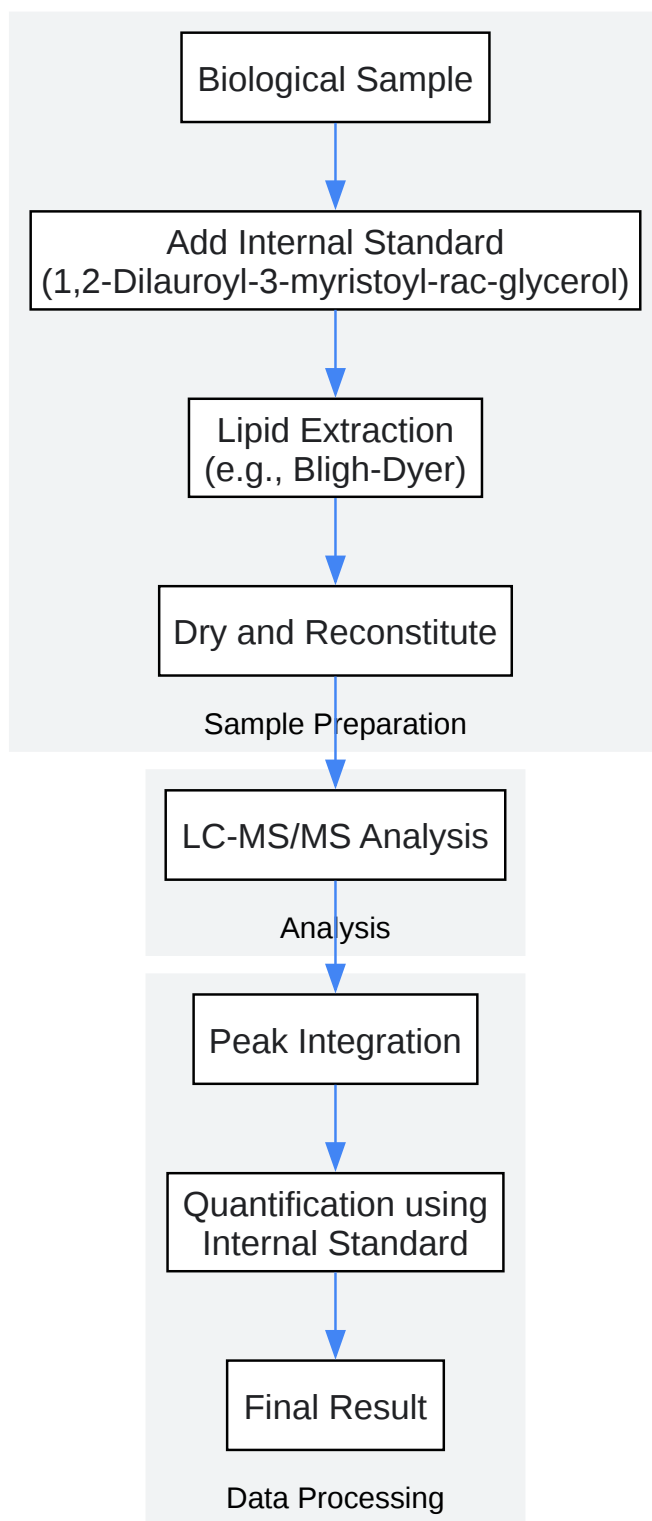 Biological Sample
Add Internal Standard
(1,2-Dilauroyl-3-myristoyl-rac-glycerol)
Lipid Extraction
(e.g., Bligh-Dyer)
Dry and Reconstitute
Sample Preparation
LC-MS/MS Analysis
Analysis
Peak Integration
Quantification using
Internal Standard
Final Result
Data Processing